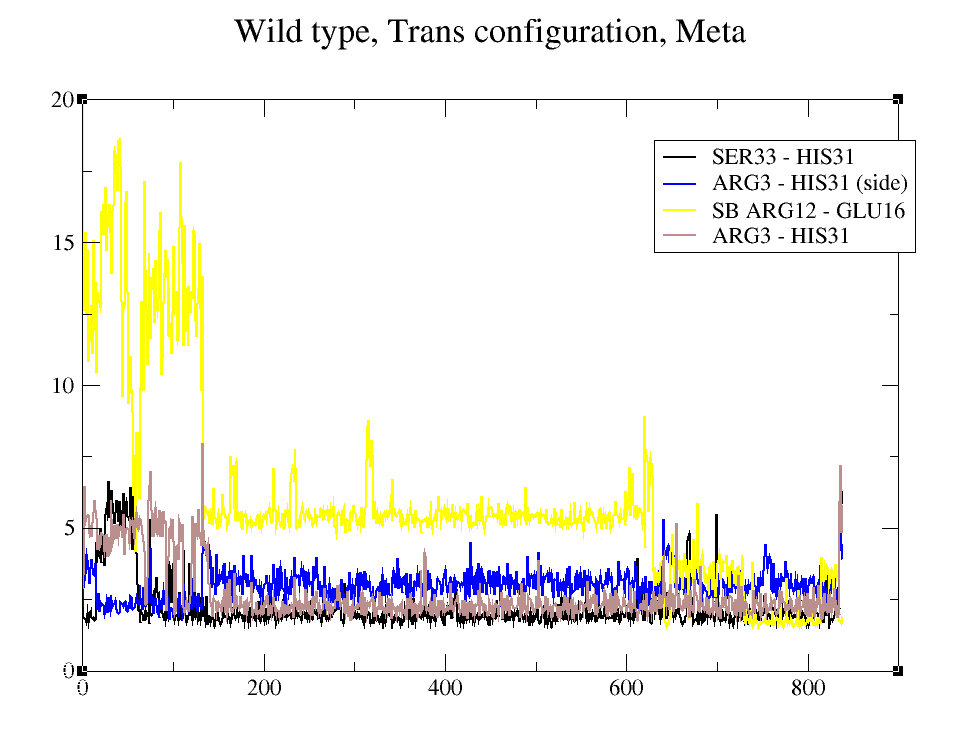 Wild type, Trans configuration, Meta
20
15
10
5
0
0 200 400 600 800
SER33 - HIS31
ARG3 - HIS31 (side)
SB ARG12 - GLU16
ARG3 - HIS31